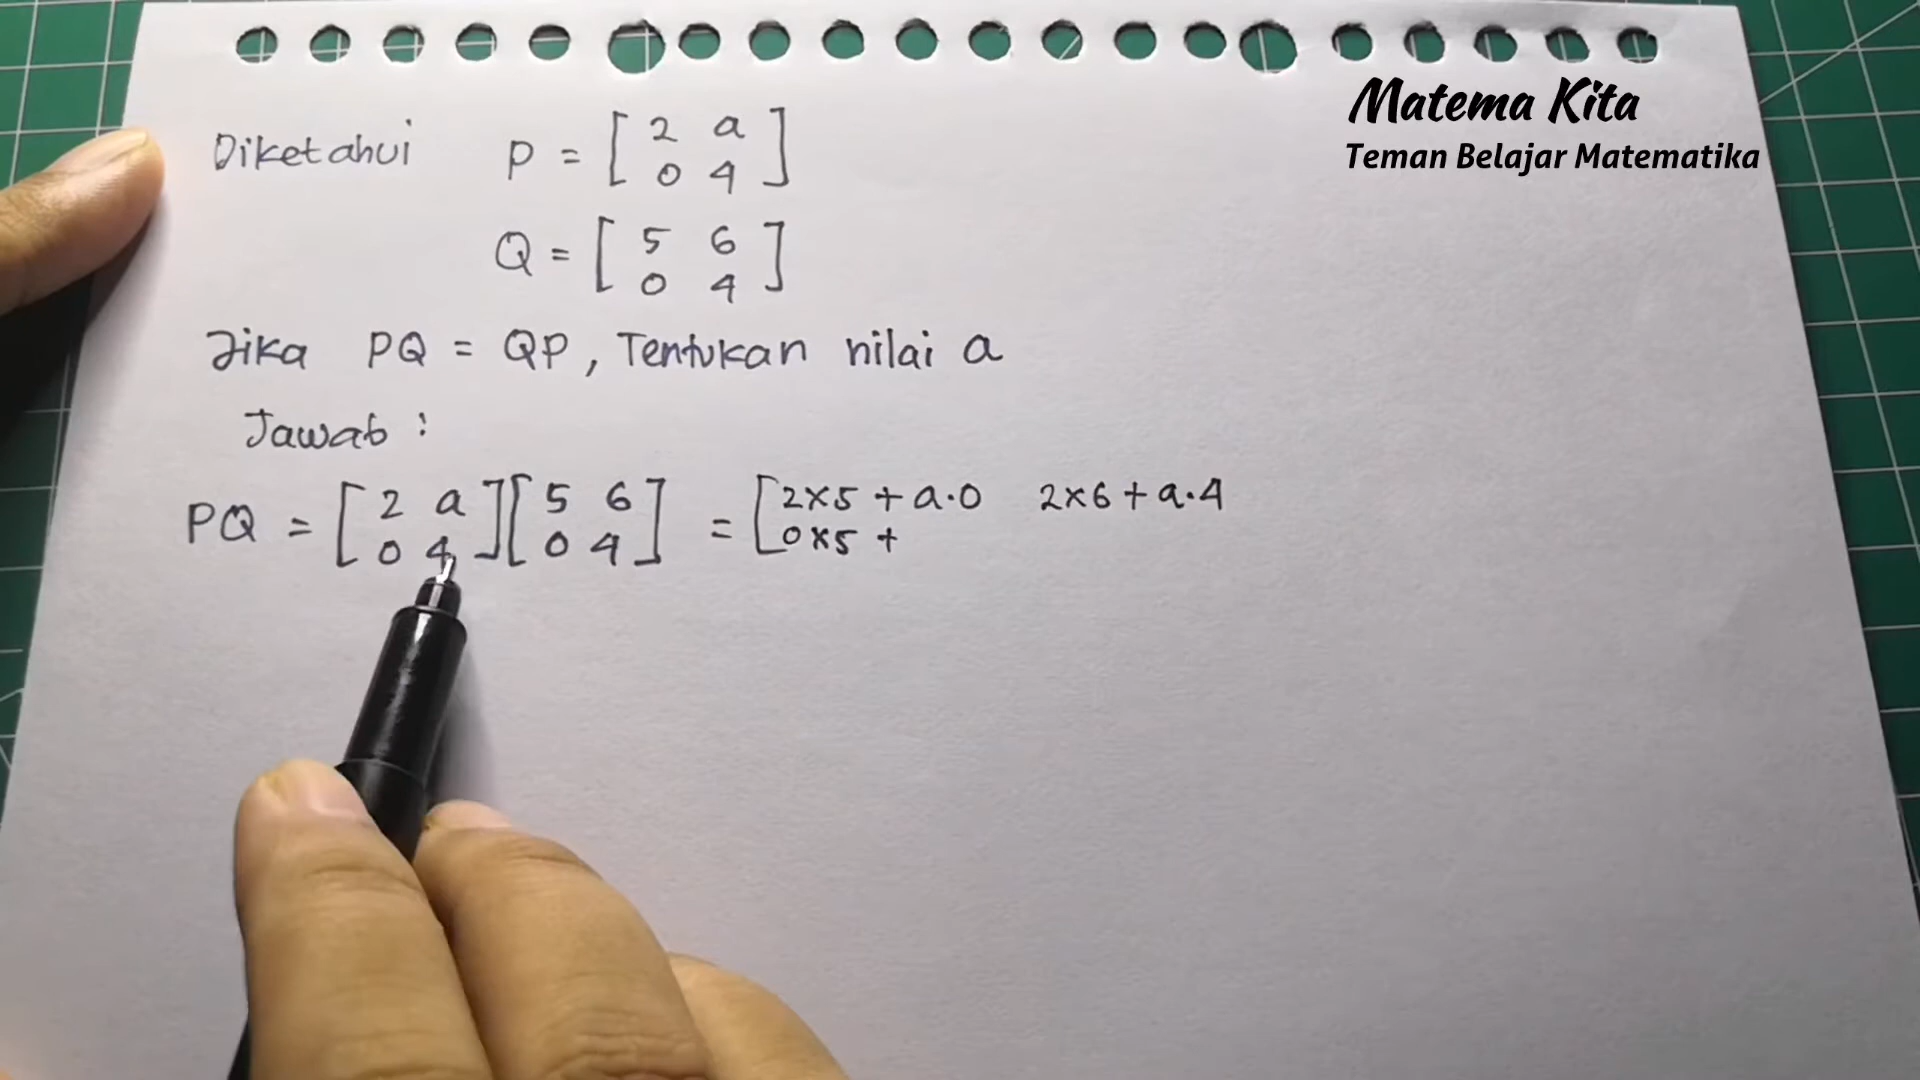 Matema Kita
Teman Belajar Matematika
Diketahui P = [ 2 a
0 4 ]
Q = [ 5 6
0 4 ]
Jika PQ = QP, Tentukan nilai a
Jawab :
PQ = [ 2 a ] [ 5 6 ] = [ 2×5 + a·0 2×6 + a·4
0 4 0 4 0×5 +